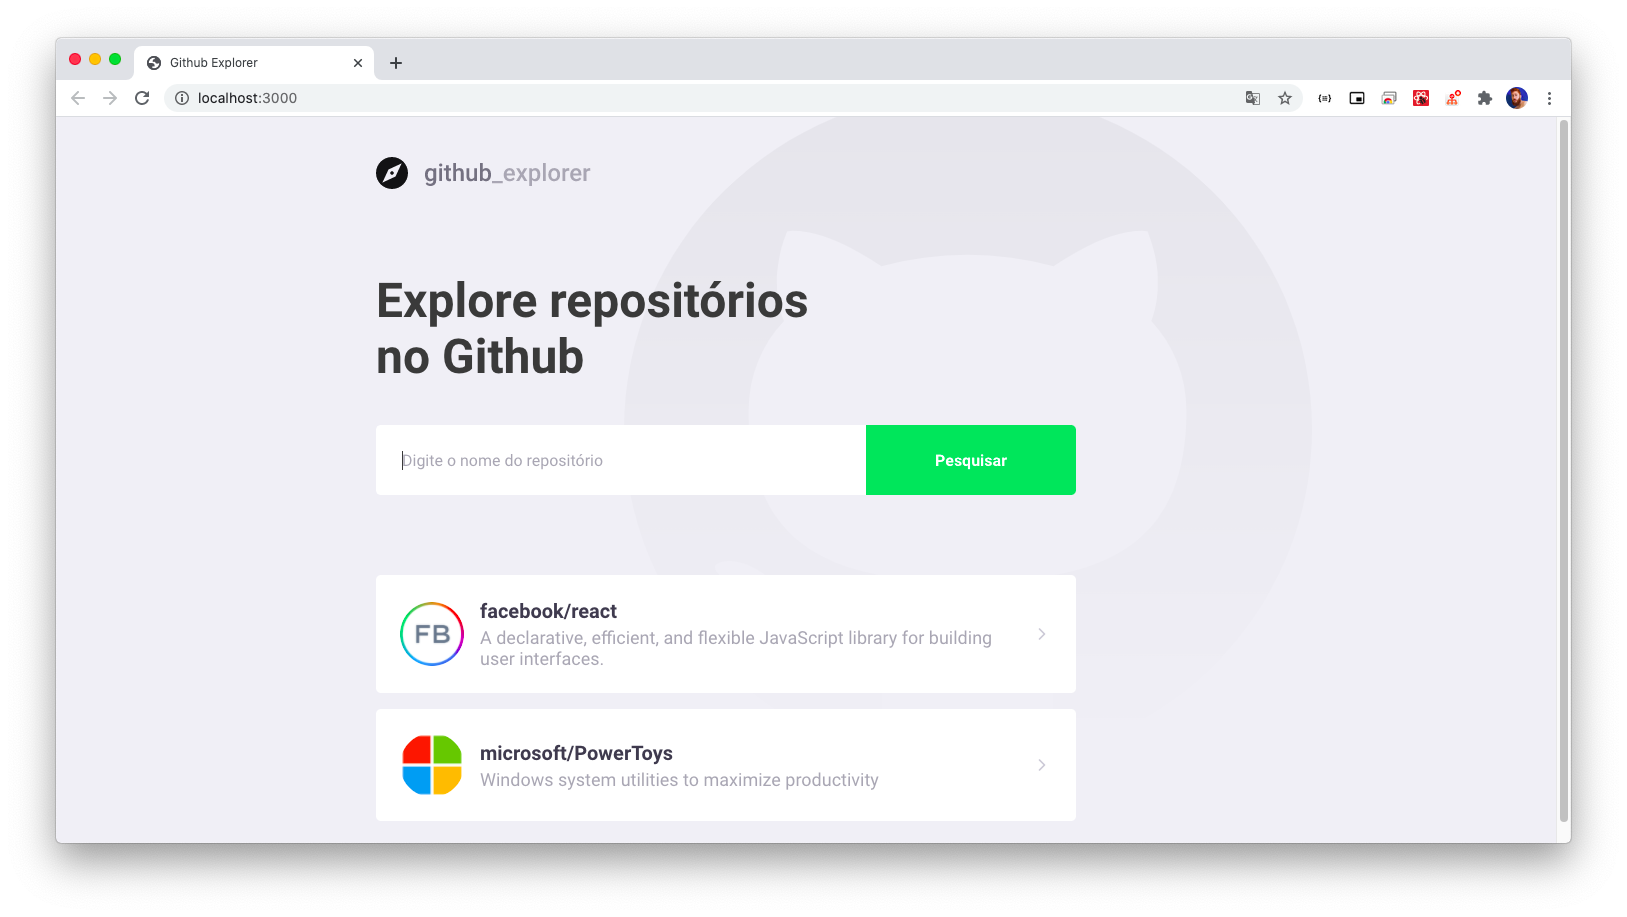 Github Explorer
localhost:3000
github_explorer
Explore repositórios
no Github
Digite o nome do repositório
Pesquisar
FB
facebook/react
A declarative, efficient, and flexible JavaScript library for building
user interfaces.
microsoft/PowerToys
Windows system utilities to maximize productivity